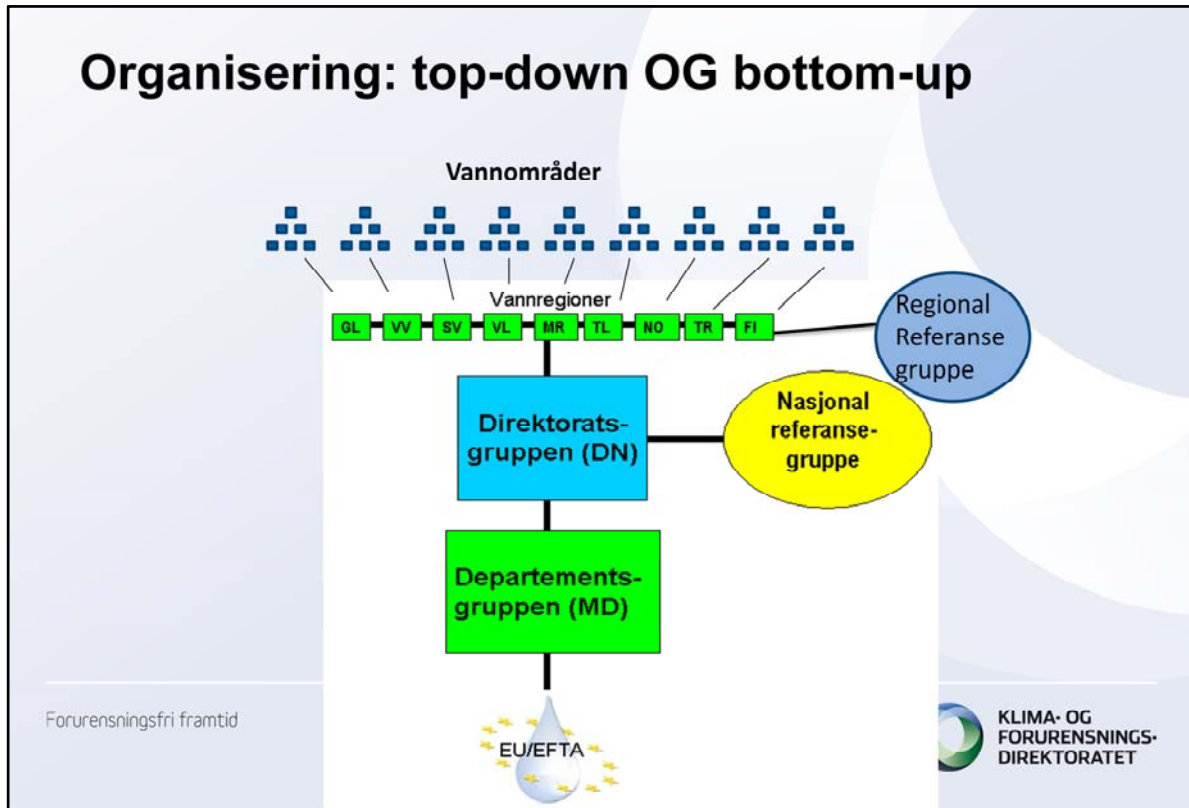 Organisering: top-down OG bottom-up
Vannområder
Vannregioner
GL VV SV VL MR TL NO TR FI
Regional
Referanse
gruppe
Direktorats-
gruppen (DN)
Nasjonal
referanse-
gruppe
Departements-
gruppen (MD)
EU/EFTA
Forurensningsfri framtid
KLIMA- OG
FORURENSNINGS-
DIREKTORATET